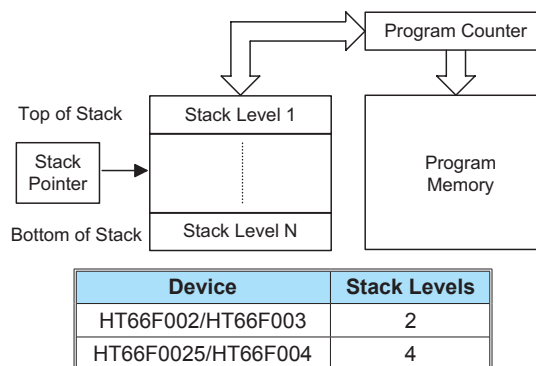 Program Counter
Top of Stack
Stack Level 1
Stack
Pointer
Program
Memory
Bottom of Stack
Stack Level N
Device Stack Levels
HT66F002/HT66F003 2
HT66F0025/HT66F004 4